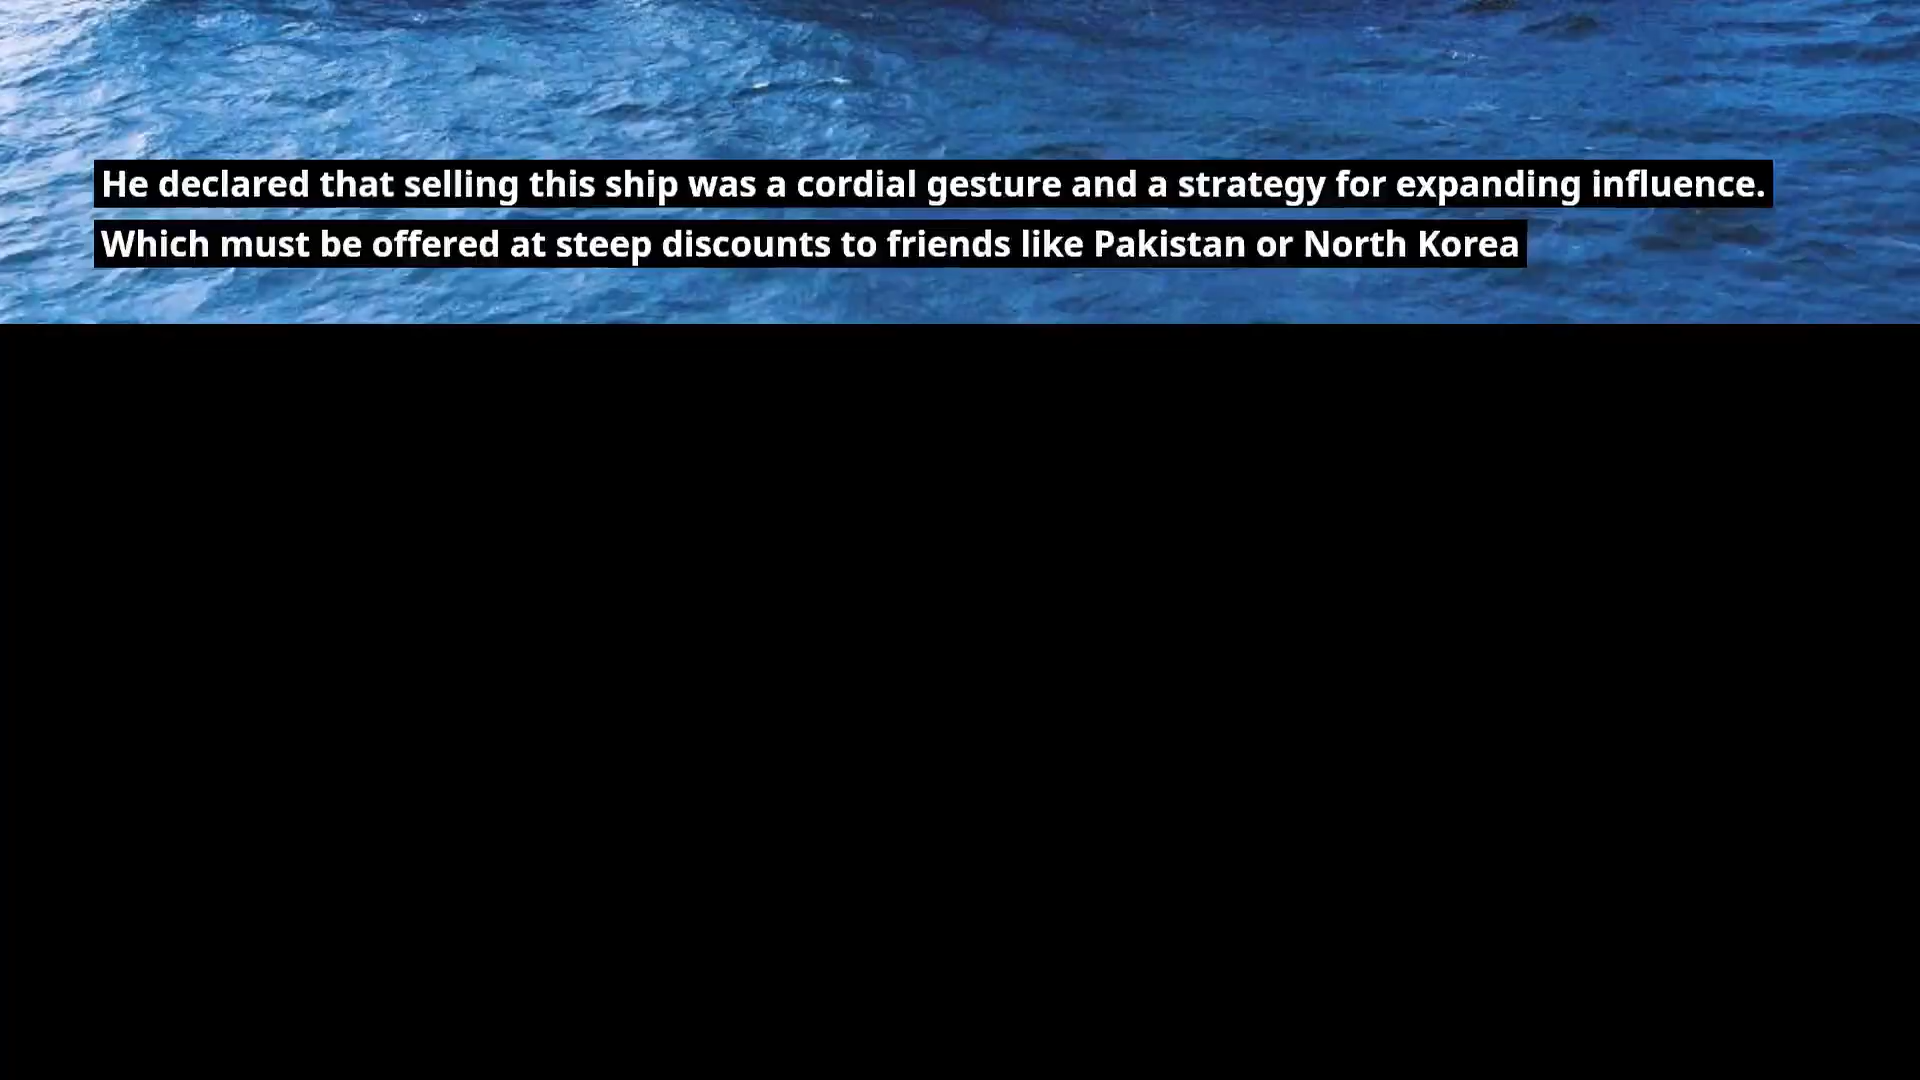 He declared that selling this ship was a cordial gesture and a strategy for expanding influence.
Which must be offered at steep discounts to friends like Pakistan or North Korea